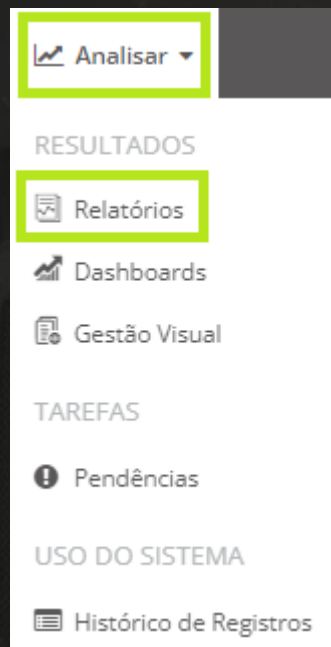 Analisar
RESULTADOS
Relatórios
Dashboards
Gestão Visual
TAREFAS
Pendências
USO DO SISTEMA
Histórico de Registros